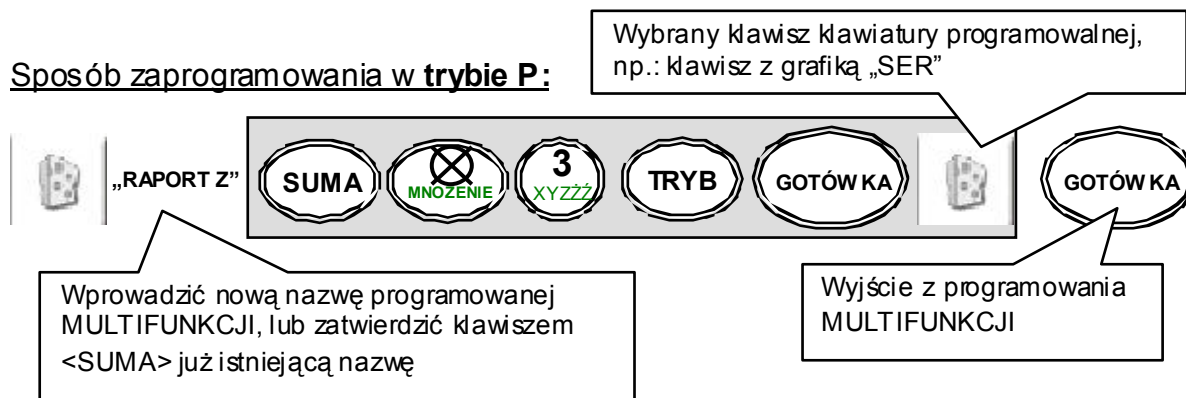 Wybrany klawisz klawiatury programowalnej,
np.: klawisz z grafiką „SER”
Sposób zaprogramowania w trybie P:
„RAPORT Z” SUMA MNOŻENIE 3 XYZŻŹ TRYB GOTÓWKA GOTÓWKA
Wprowadzić nową nazwę programowanej
MULTIFUNKCJI, lub zatwierdzić klawiszem
<SUMA> już istniejącą nazwę
Wyjście z programowania
MULTIFUNKCJI